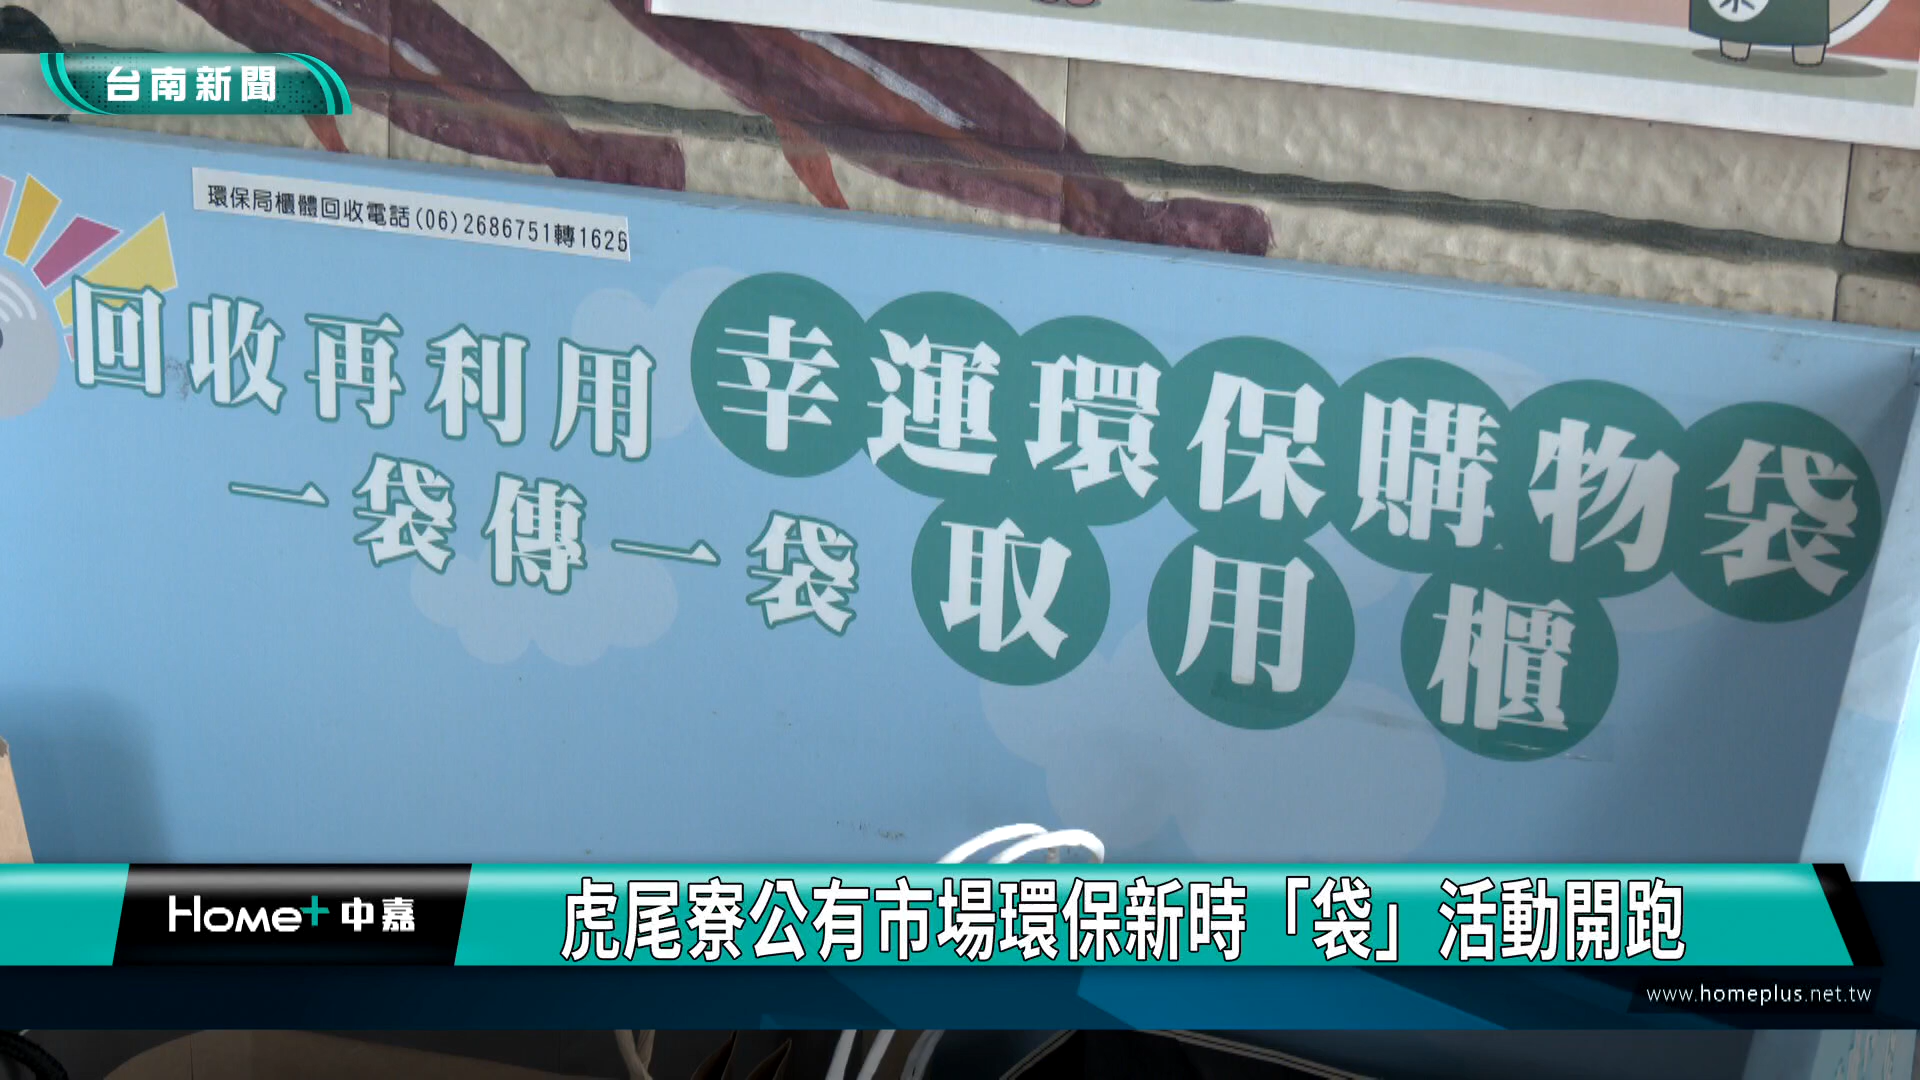 台南新聞
環保局櫃體回收電話(06)2686751轉1626
回收再利用 幸運環保購物袋
一袋傳一袋 取用櫃
Home+中嘉
虎尾寮公有市場環保新時「袋」活動開跑
www.homeplus.net.tw